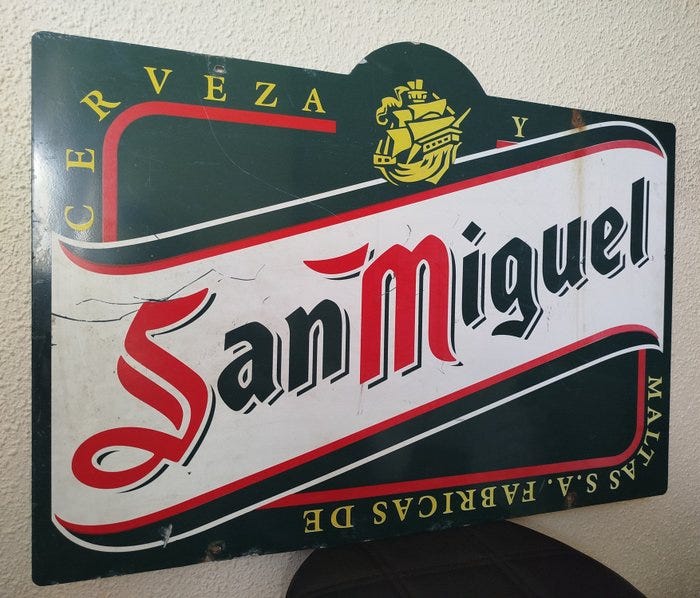 CERVEZA Y
San Miguel
MALTAS S.A. FABRICAS DE